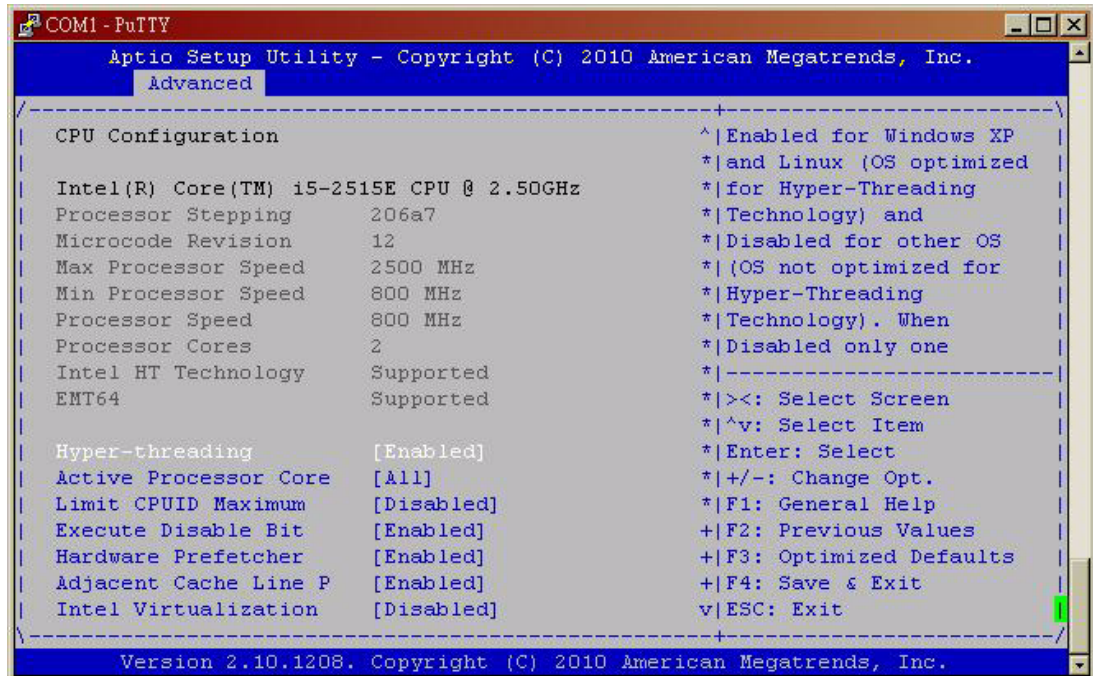 COM1 - PuTTY
Aptio Setup Utility - Copyright (C) 2010 American Megatrends, Inc.
Advanced
/----------------------------------------------------+--------------------------\
| CPU Configuration ^|Enabled for Windows XP |
| *|and Linux (OS optimized |
| Intel(R) Core(TM) i5-2515E CPU @ 2.50GHz *|for Hyper-Threading |
| Processor Stepping 206a7 *|Technology) and |
| Microcode Revision 12 *|Disabled for other OS |
| Max Processor Speed 2500 MHz *|(OS not optimized for |
| Min Processor Speed 800 MHz *|Hyper-Threading |
| Processor Speed 800 MHz *|Technology). When |
| Processor Cores 2 *|Disabled only one |
| Intel HT Technology Supported *|--------------------------|
| EMT64 Supported *|><: Select Screen |
| *|^v: Select Item |
| Hyper-threading [Enabled] *|Enter: Select |
| Active Processor Core [All] *|+/-: Change Opt. |
| Limit CPUID Maximum [Disabled] *|F1: General Help |
| Execute Disable Bit [Enabled] +|F2: Previous Values |
| Hardware Prefetcher [Enabled] +|F3: Optimized Defaults |
| Adjacent Cache Line P [Enabled] +|F4: Save & Exit |
| Intel Virtualization [Disabled] v|ESC: Exit |
\----------------------------------------------------+--------------------------/
Version 2.10.1208. Copyright (C) 2010 American Megatrends, Inc.